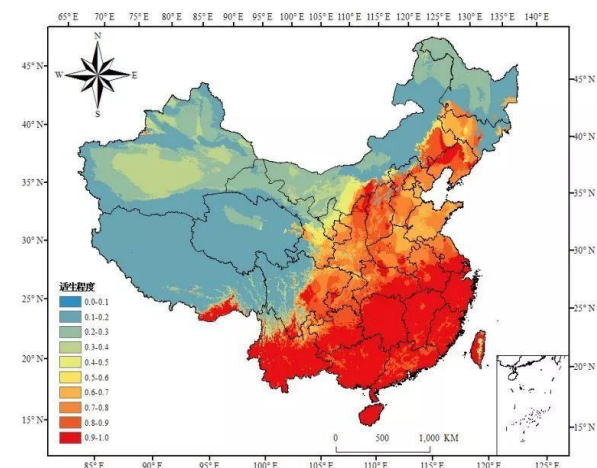 65° E 70° E 75° E 80° E 85° E 90° E 95° E 100° E 105° E 110° E 115° E 120° E 125° E 130° E 135° E 140° E
N
W E
S
45° N 45° N
40° N 40° N
35° N 35° N
30° N 30° N
25° N 25° N
20° N 20° N
15° N 15° N
适生程度
0.0-0.1
0.1-0.2
0.2-0.3
0.3-0.4
0.4-0.5
0.5-0.6
0.6-0.7
0.7-0.8
0.8-0.9
0.9-1.0
0 500 1,000 KM
85° E 90° E 95° E 100° E 105° E 110° E 115° E 120° E 125° E